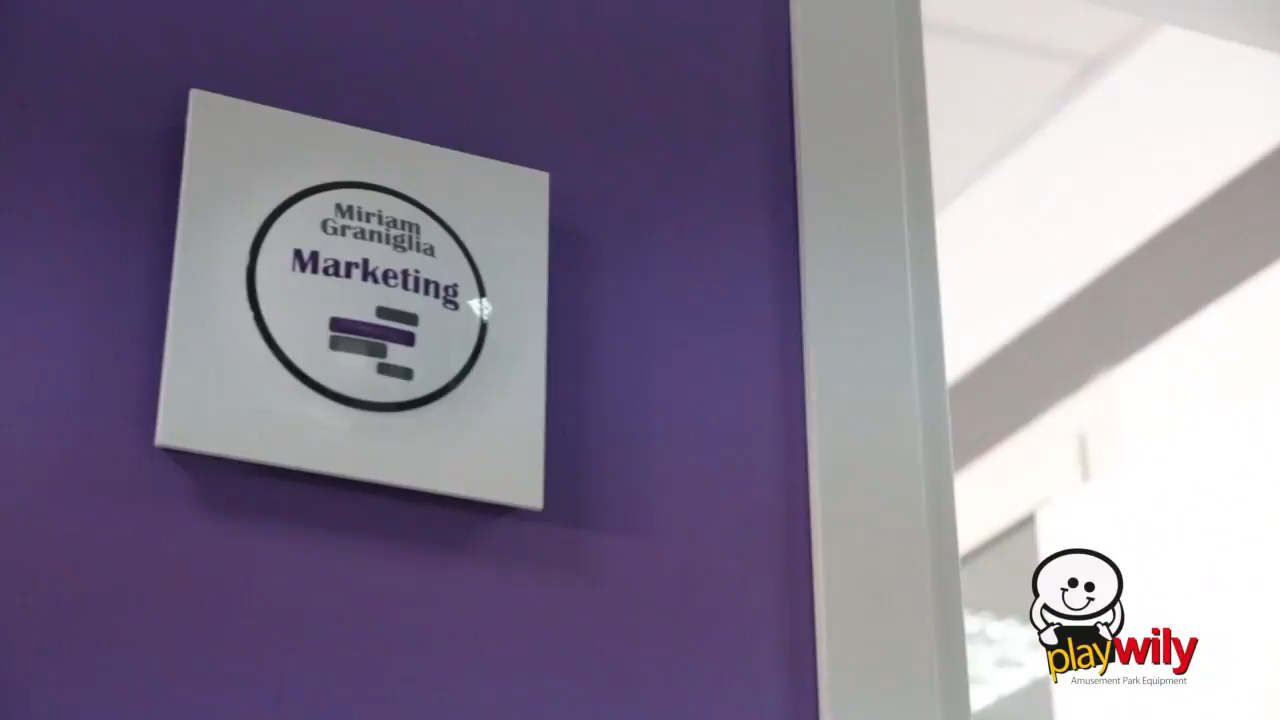 Miriam
Graniglia
Marketing
playwily
Amusement Park Equipment